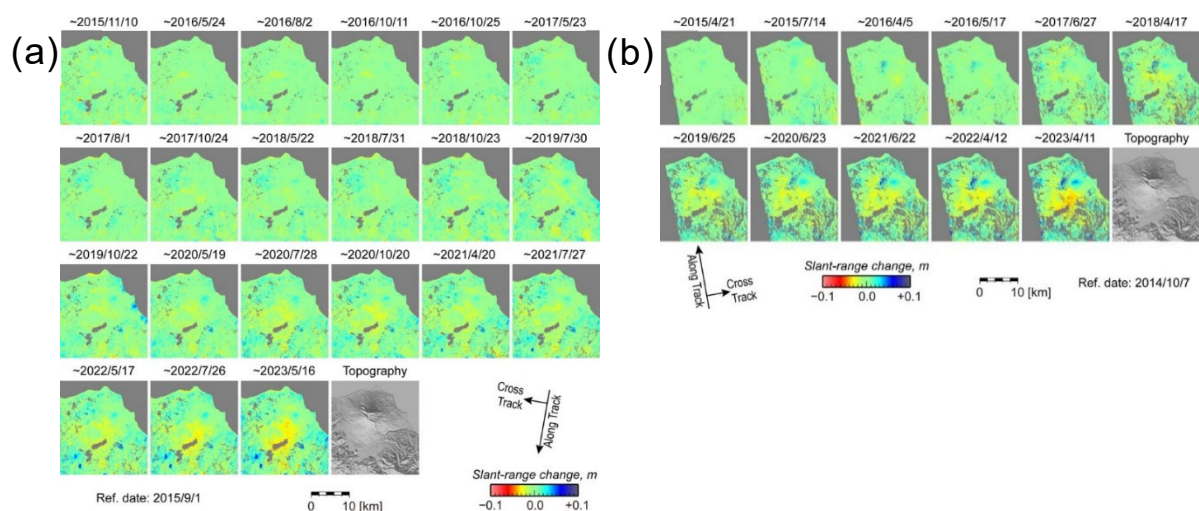 (a)
~2015/11/10 ~2016/5/24 ~2016/8/2 ~2016/10/11 ~2016/10/25 ~2017/5/23
~2017/8/1 ~2017/10/24 ~2018/5/22 ~2018/7/31 ~2018/10/23 ~2019/7/30
~2019/10/22 ~2020/5/19 ~2020/7/28 ~2020/10/20 ~2021/4/20 ~2021/7/27
~2022/5/17 ~2022/7/26 ~2023/5/16 Topography
Cross
Track
Along Track
Slant-range change, m
−0.1 0.0 +0.1
Ref. date: 2015/9/1
0 10 [km]
(b)
~2015/4/21 ~2015/7/14 ~2016/4/5 ~2016/5/17 ~2017/6/27 ~2018/4/17
~2019/6/25 ~2020/6/23 ~2021/6/22 ~2022/4/12 ~2023/4/11 Topography
Along Track
Cross
Track
Slant-range change, m
−0.1 0.0 +0.1
0 10 [km]
Ref. date: 2014/10/7